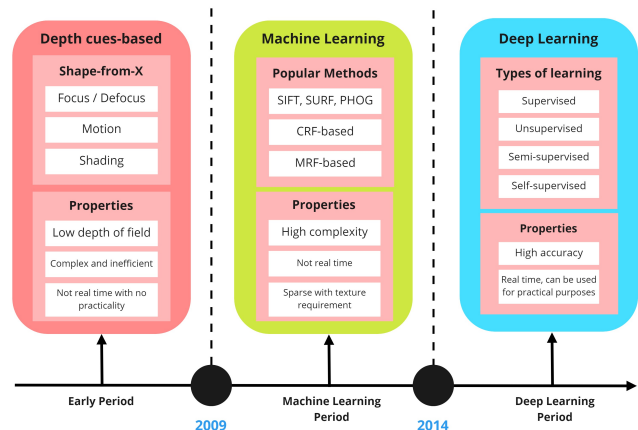 Depth cues-based
Shape-from-X
Focus / Defocus
Motion
Shading
Properties
Low depth of field
Complex and inefficient
Not real time with no
practicality
Machine Learning
Popular Methods
SIFT, SURF, PHOG
CRF-based
MRF-based
Properties
High complexity
Not real time
Sparse with texture
requirement
Deep Learning
Types of learning
Supervised
Unsupervised
Semi-supervised
Self-supervised
Properties
High accuracy
Real time, can be used
for practical purposes
Early Period
2009
Machine Learning
Period
2014
Deep Learning
Period